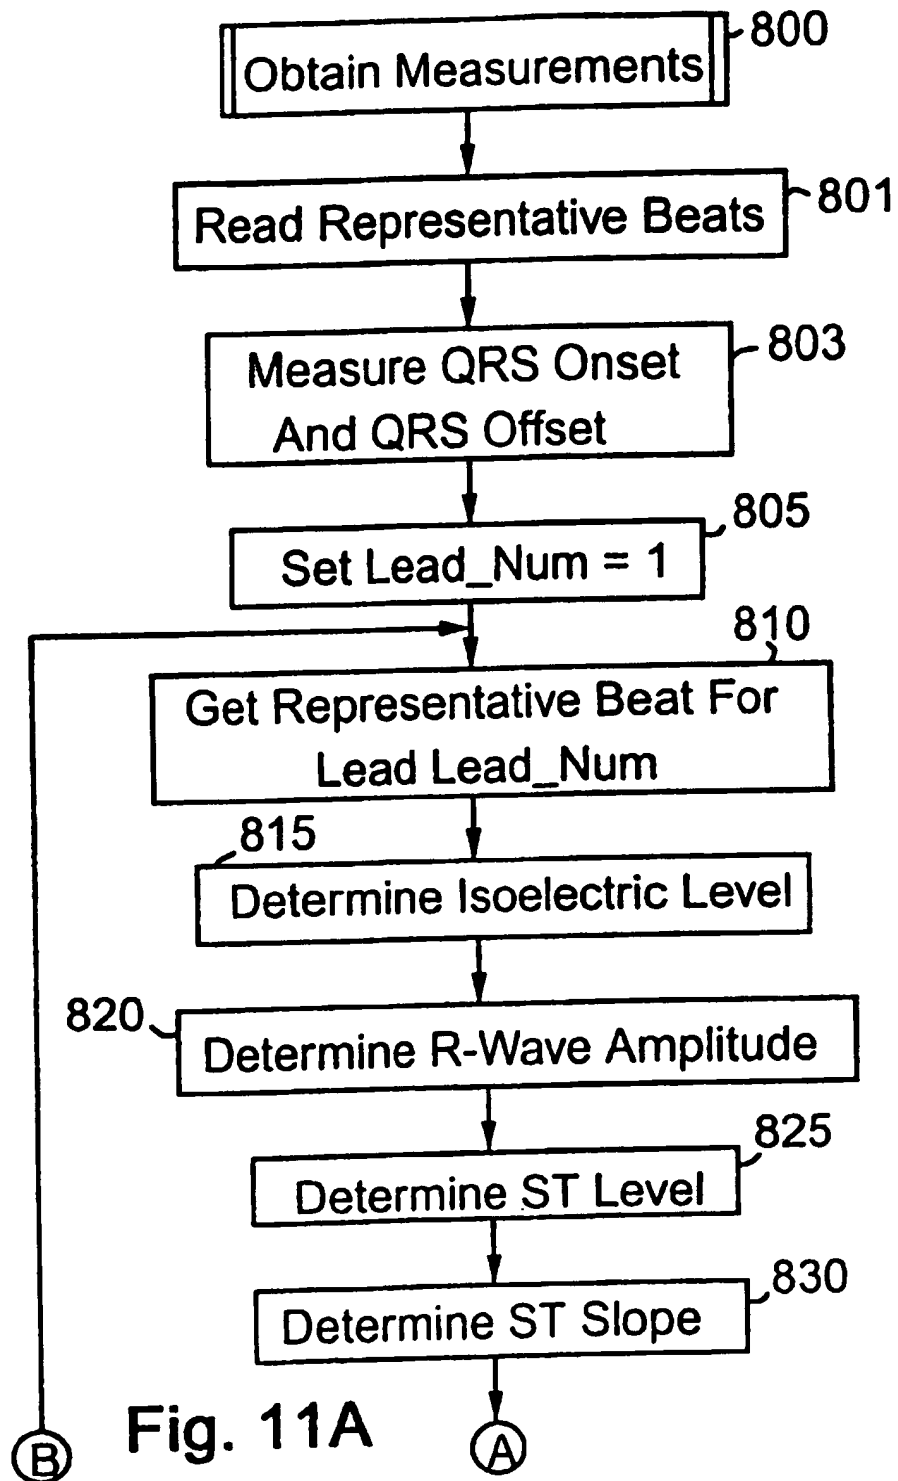 800
Obtain Measurements
801
Read Representative Beats
803
Measure QRS Onset
And QRS Offset
805
Set Lead_Num = 1
810
Get Representative Beat For
Lead Lead_Num
815
Determine Isoelectric Level
820
Determine R-Wave Amplitude
825
Determine ST Level
830
Determine ST Slope
B
Fig. 11A
A